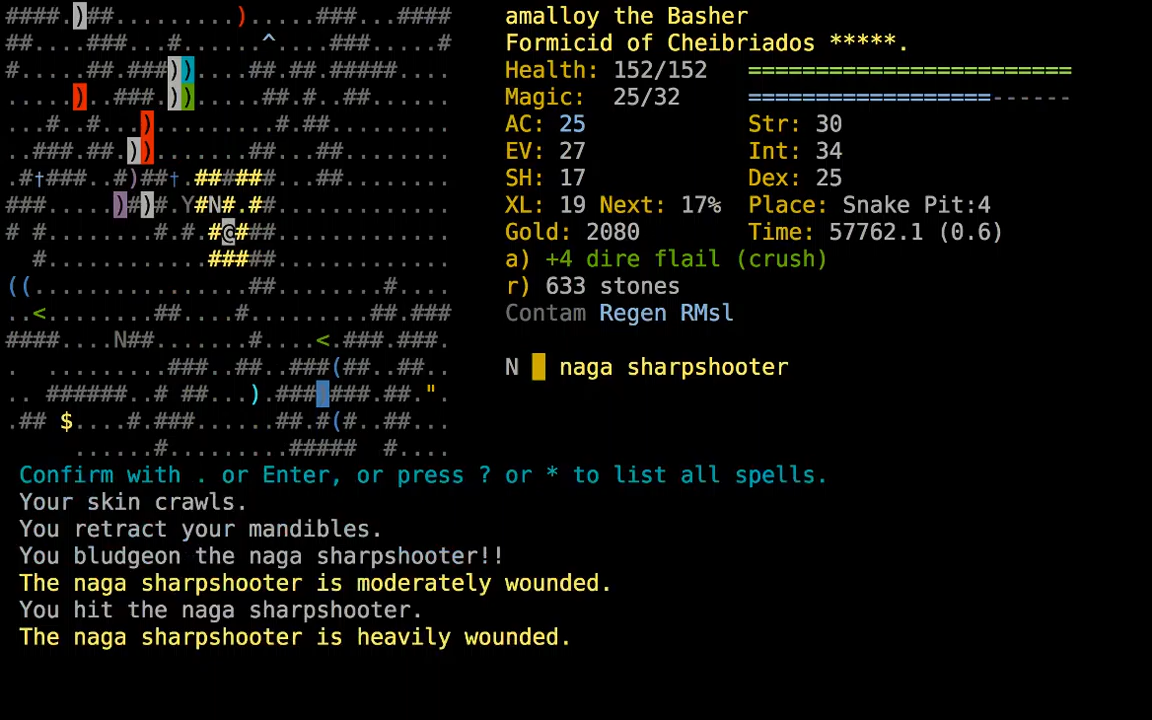 ####.)##..........)......###...####     amalloy the Basher
##....###...#......^....###.....#     Formicid of Cheibriados *****.
#.....##.###))....##.##.#####....     Health: 152/152   ========================
.....)..###.)).....##.#..##......     Magic:  25/32     ==================------
...#..#...)........#.##.........     AC: 25            Str: 30
..###.##.)).......##...##........     EV: 27            Int: 34
.#†###..#)##†.#####...##........     SH: 17            Dex: 25
###.....)#).Y#N#.#.##...........     XL: 19 Next: 17%  Place: Snake Pit:4
# #........#.#.#@###............     Gold: 2080        Time: 57762.1 (0.6)
#............#####.............     a) +4 dire flail (crush)
((................##........#....     r) 633 stones
..<........##....#.........##.###     Contam Regen RMsl
####....N##.......#....<.###.###.
.  .........###..##..###(##..##..     N naga sharpshooter
.. ######..# ##...).### ###.##.".
.## $....#.###......##.#(#..##...
......#.........##### #....
Confirm with . or Enter, or press ? or * to list all spells.
Your skin crawls.
You retract your mandibles.
You bludgeon the naga sharpshooter!!
The naga sharpshooter is moderately wounded.
You hit the naga sharpshooter.
The naga sharpshooter is heavily wounded.